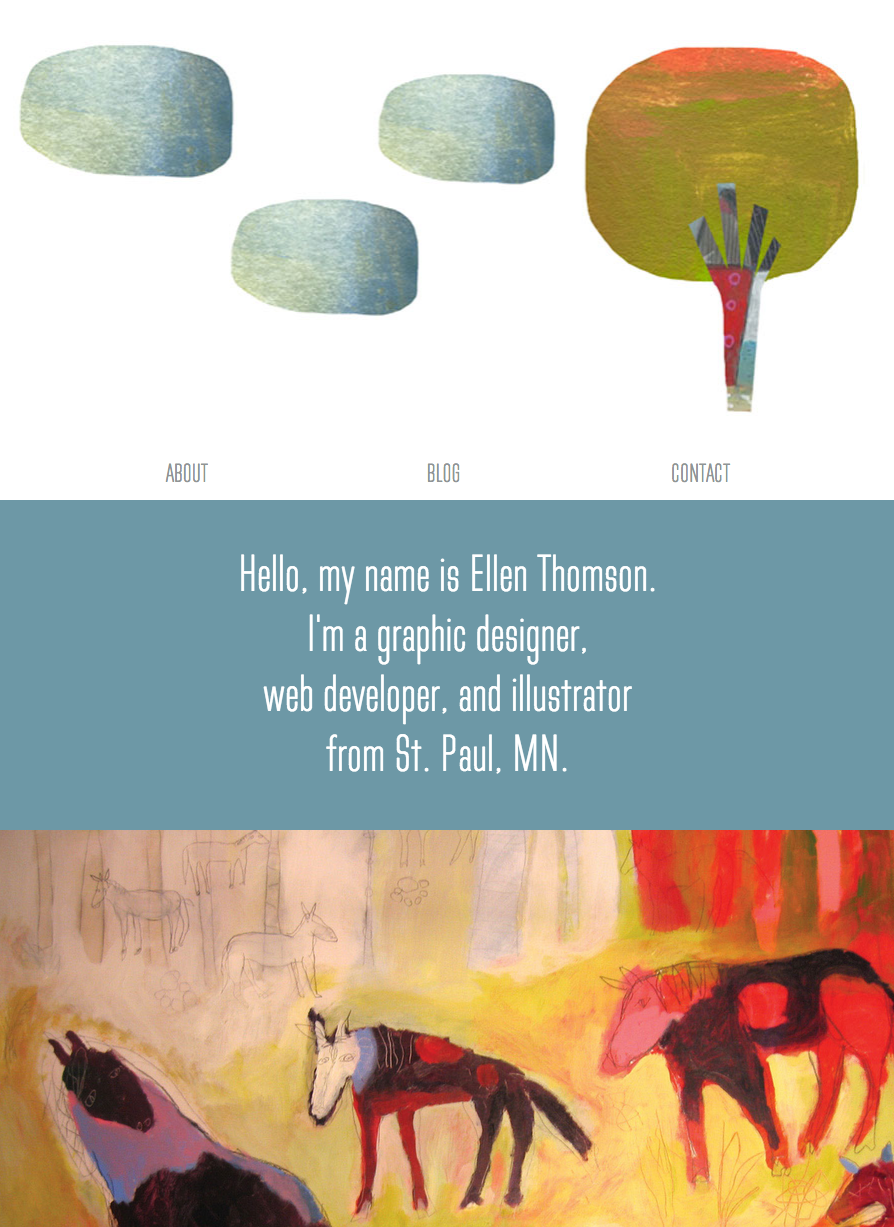 ABOUT BLOG CONTACT
Hello, my name is Ellen Thomson.
I'm a graphic designer,
web developer, and illustrator
from St. Paul, MN.